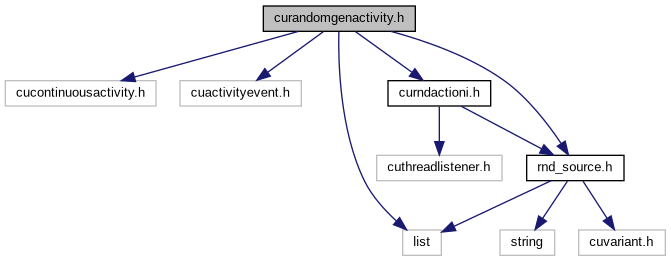 curandomgenactivity.h
cucontinuousactivity.h
cuactivityevent.h
curndactioni.h
cuthreadlistener.h
rnd_source.h
list
string
cuvariant.h